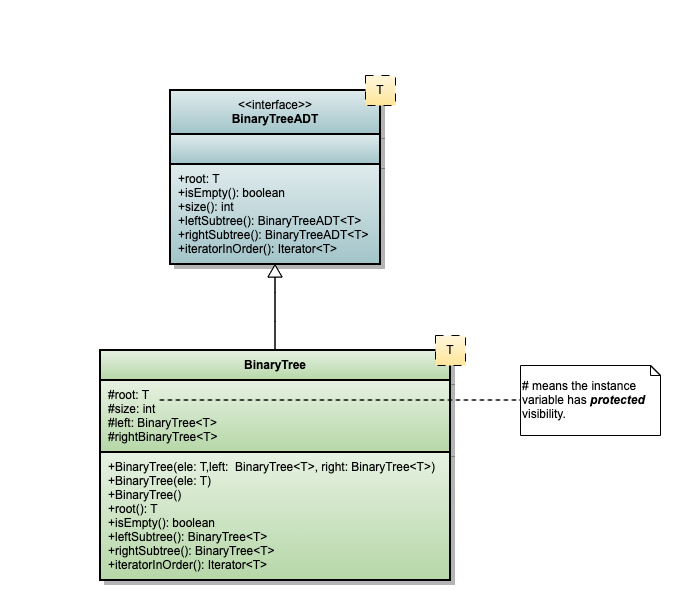 T
<<interface>>
BinaryTreeADT
+root: T
+isEmpty(): boolean
+size(): int
+leftSubtree(): BinaryTreeADT<T>
+rightSubtree(): BinaryTreeADT<T>
+iteratorInOrder(): Iterator<T>
T
BinaryTree
#root: T
#size: int
#left: BinaryTree<T>
#rightBinaryTree<T>
# means the instance
variable has protected
visibility.
+BinaryTree(ele: T,left:  BinaryTree<T>, right: BinaryTree<T>)
+BinaryTree(ele: T)
+BinaryTree()
+root(): T
+isEmpty(): boolean
+leftSubtree(): BinaryTree<T>
+rightSubtree(): BinaryTree<T>
+iteratorInOrder(): Iterator<T>